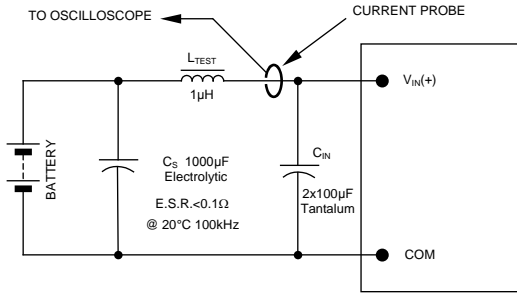 TO OSCILLOSCOPE
CURRENT PROBE
LTEST
1µH
VIN(+)
BATTERY
CS 1000µF
Electrolytic
E.S.R.<0.1Ω
@ 20°C 100kHz
CIN
2x100µF
Tantalum
COM